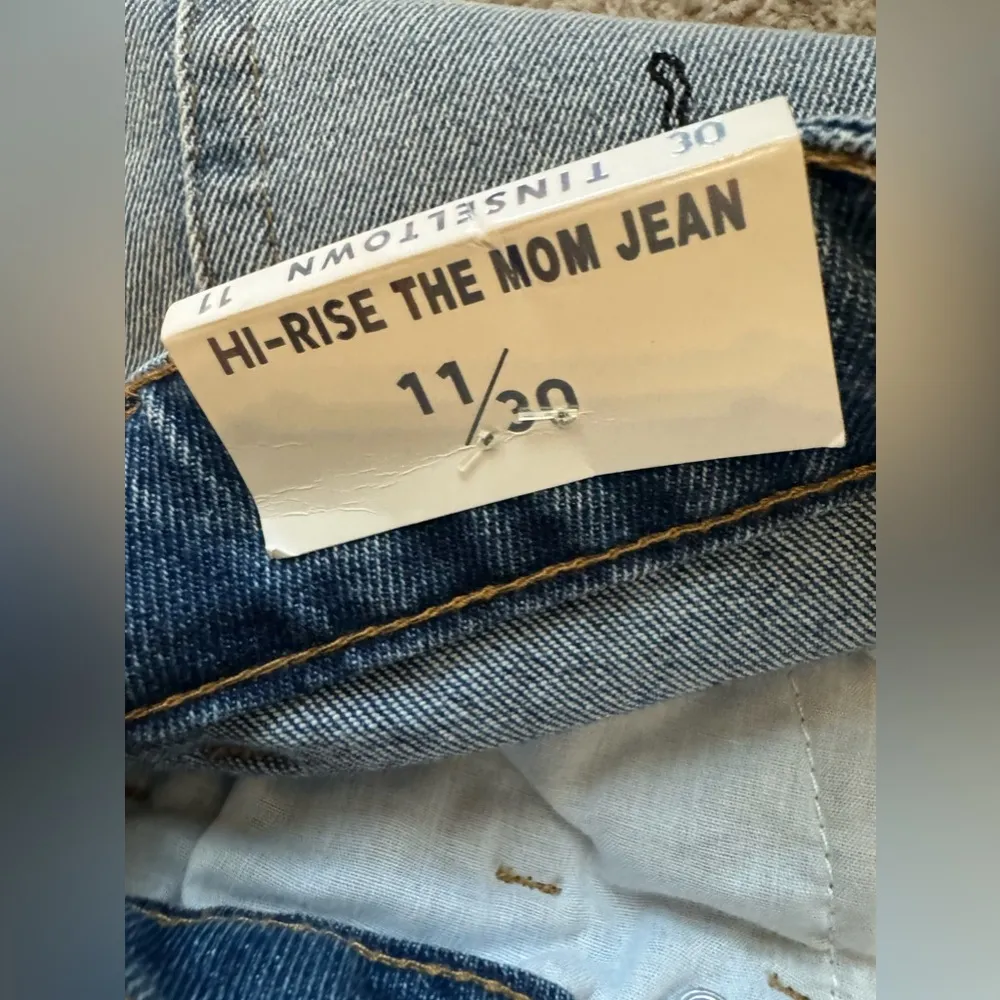 11 TINSELTOWN 30
HI-RISE THE MOM JEAN
11/30